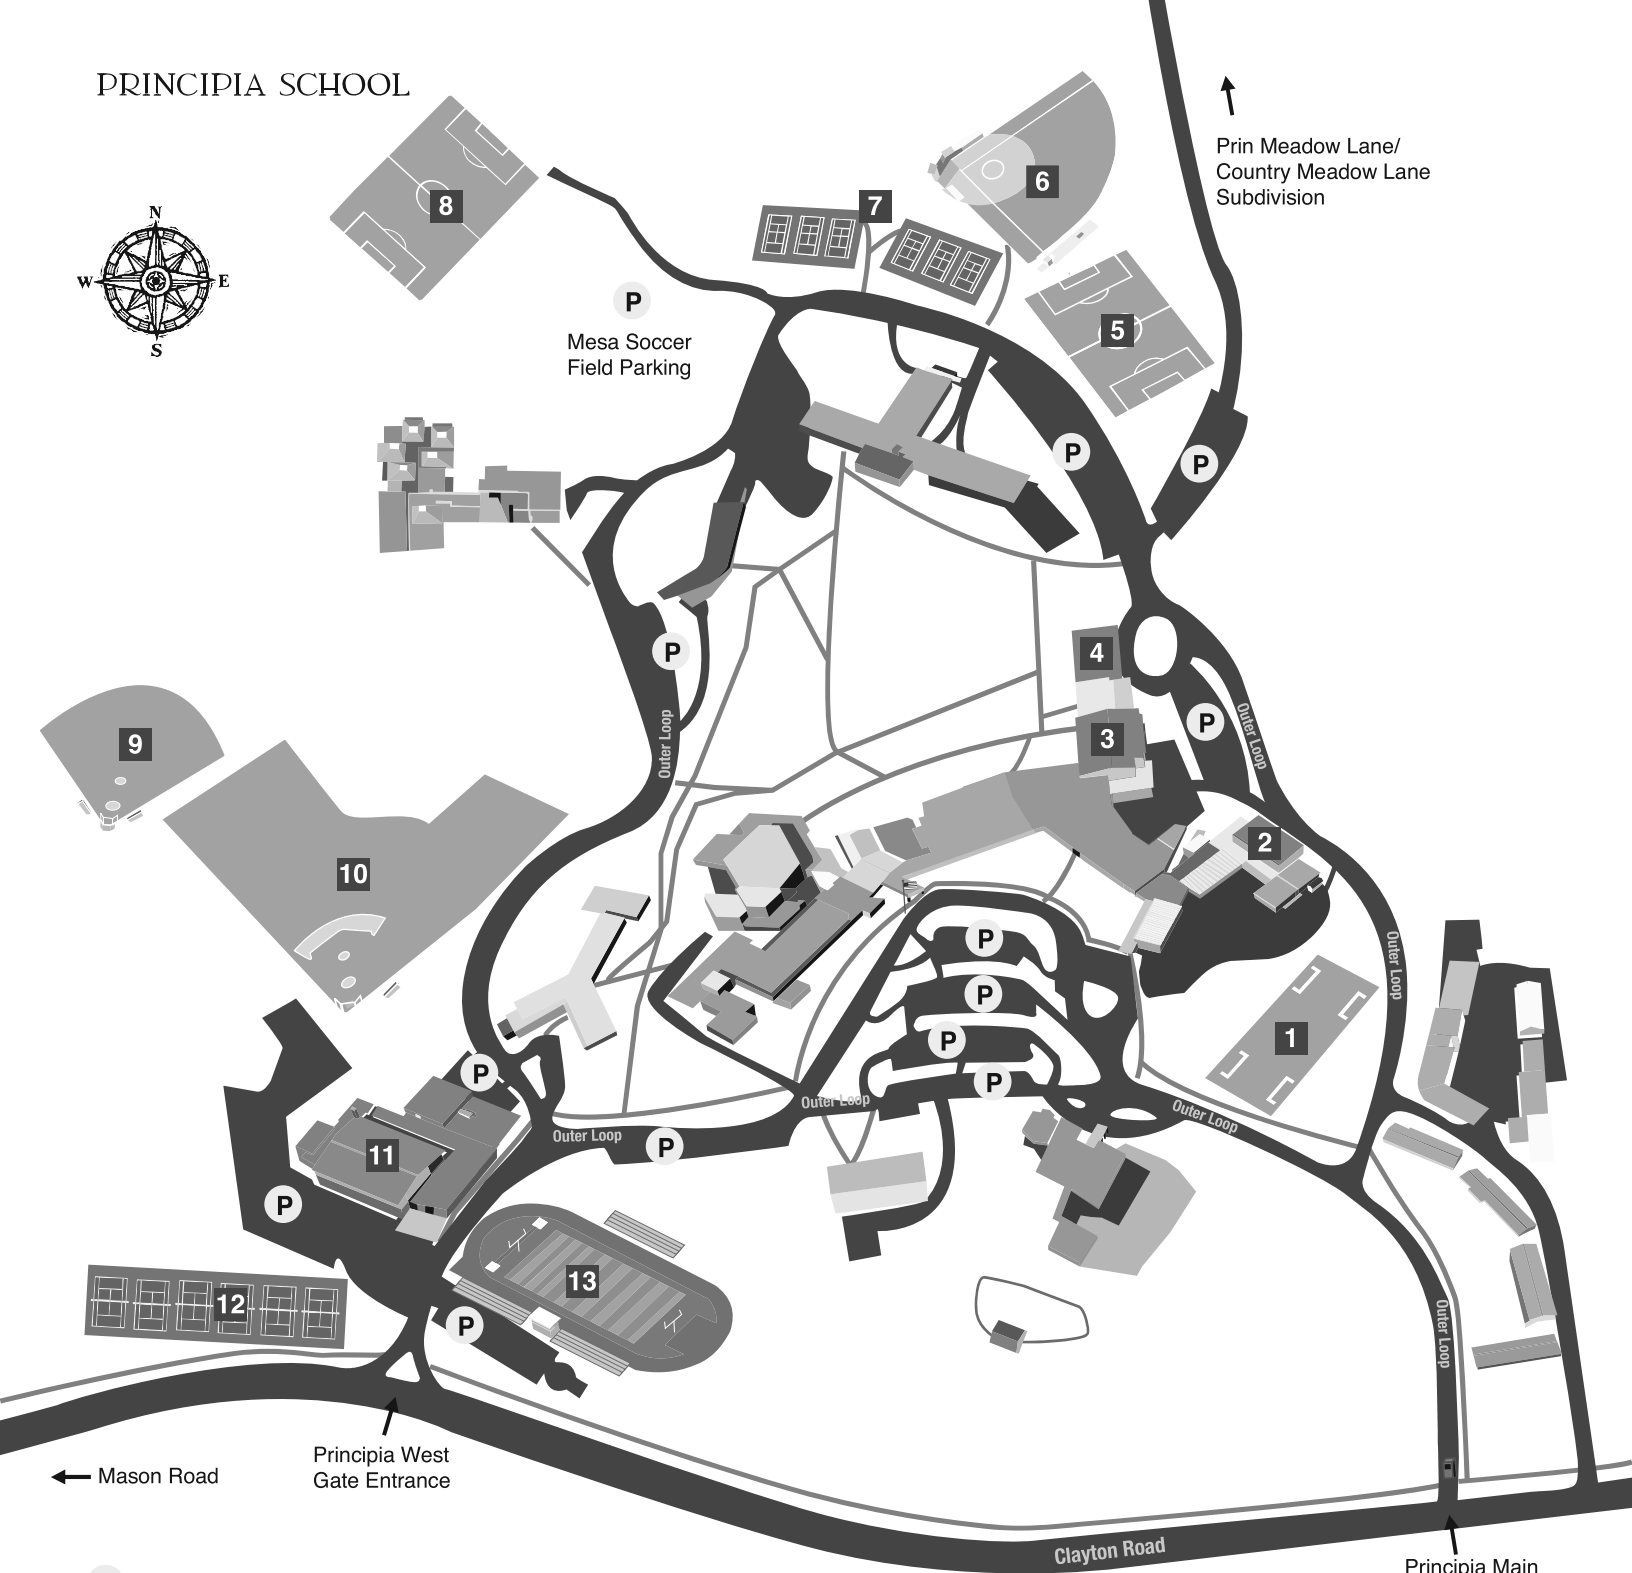 PRINCIPIA SCHOOL
N
W
E
S
8
7
6
Prin Meadow Lane/
Country Meadow Lane
Subdivision
P
Mesa Soccer
Field Parking
5
P
P
4
P
Outer Loop
9
3
P
Outer Loop
10
2
P
Outer Loop
P
1
P
P
P
Outer Loop
Outer Loop
Outer Loop
P
11
P
13
12
P
Outer Loop
Principia West
Gate Entrance
Mason Road
Clayton Road
Principia Main